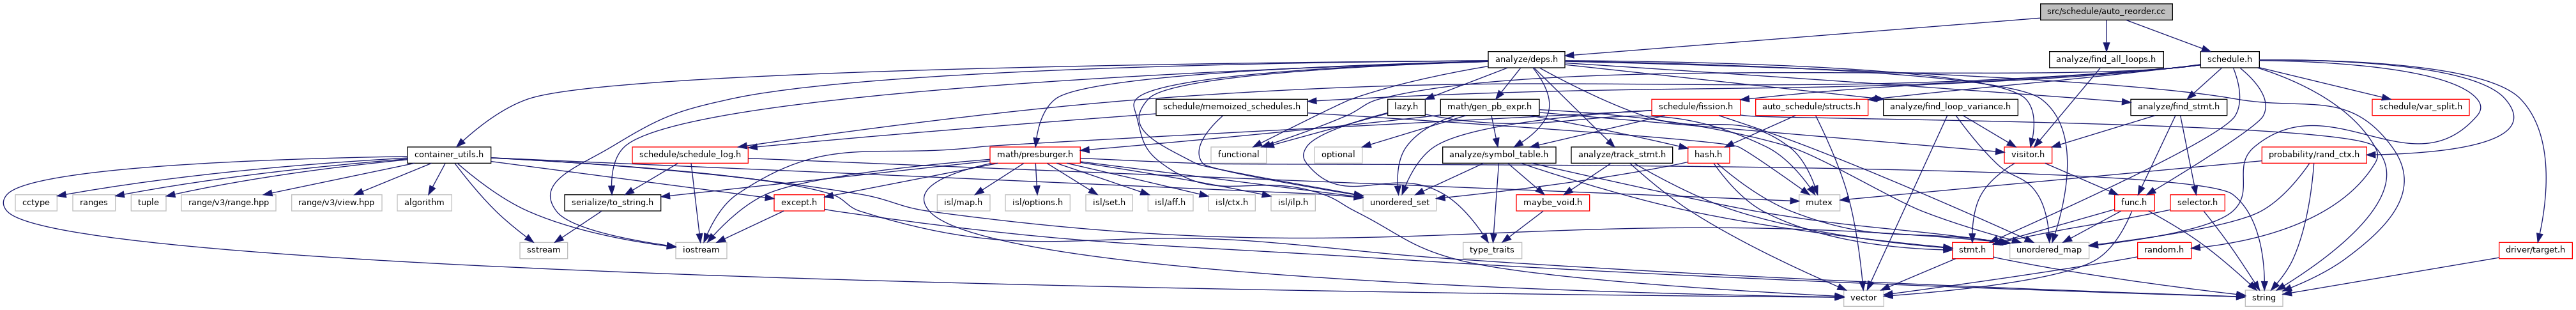 src/schedule/auto_reorder.cc
analyze/deps.h
analyze/find_all_loops.h
schedule.h
schedule/memoized_schedules.h
lazy.h
math/gen_pb_expr.h
schedule/fission.h
auto_schedule/structs.h
analyze/find_loop_variance.h
analyze/find_stmt.h
schedule/var_split.h
container_utils.h
schedule/schedule_log.h
math/presburger.h
functional
optional
analyze/symbol_table.h
analyze/track_stmt.h
hash.h
visitor.h
probability/rand_ctx.h
cctype
ranges
tuple
range/v3/range.hpp
range/v3/view.hpp
algorithm
serialize/to_string.h
except.h
isl/map.h
isl/options.h
isl/set.h
isl/aff.h
isl/ctx.h
isl/ilp.h
unordered_set
maybe_void.h
mutex
func.h
selector.h
sstream
iostream
type_traits
stmt.h
unordered_map
random.h
driver/target.h
vector
string